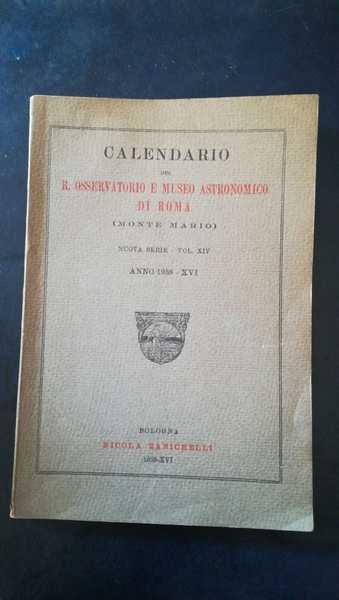 CALENDARIO
DEL
R. OSSERVATORIO E MUSEO ASTRONOMICO
DI ROMA
(MONTE MARIO)
NUOVA SERIE - VOL. XIV
ANNO 1938 - XVI
BOLOGNA
NICOLA ZANICHELLI
1938-XVI